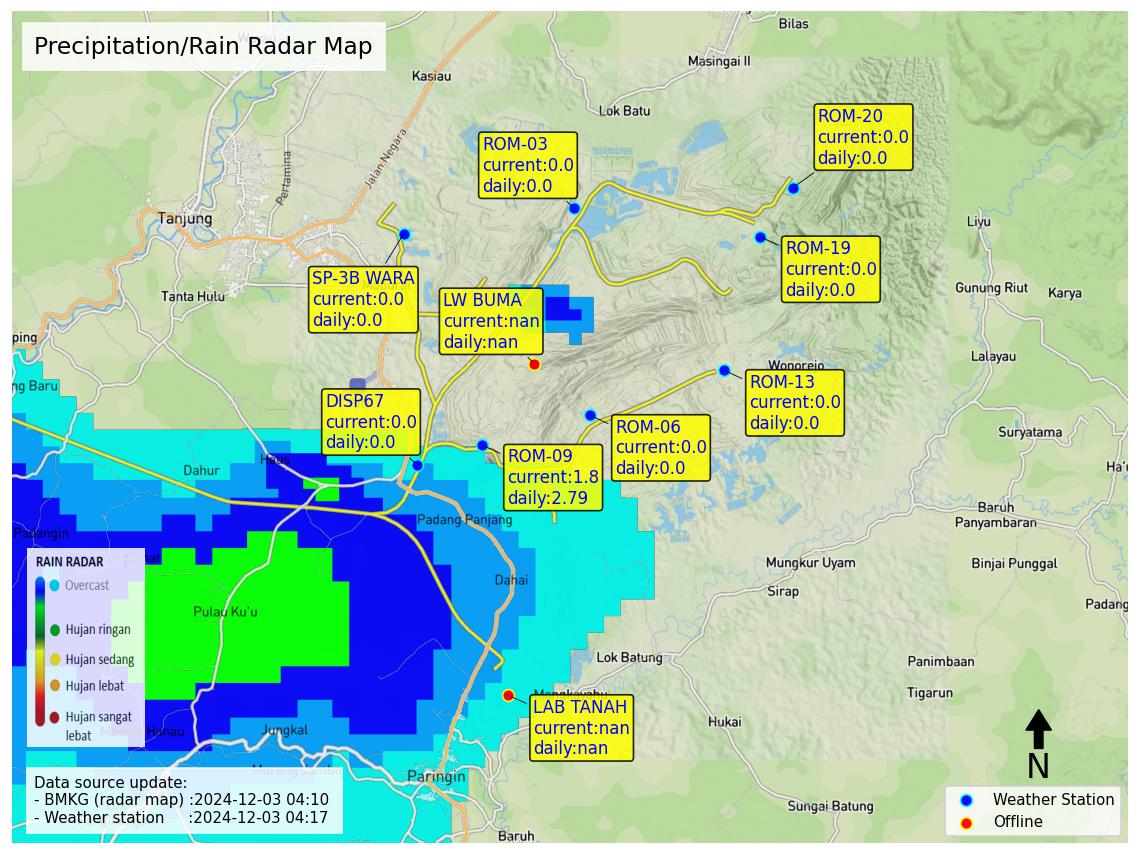 Precipitation/Rain Radar Map
Bilas
Masingai II
Kasiau
Lok Batu
Jalan Negara
Pertamina
Tanjung
Tanta Hulu
ROM-03
current:0.0
daily:0.0
ROM-20
current:0.0
daily:0.0
ROM-19
current:0.0
daily:0.0
SP-3B WARA
current:0.0
daily:0.0
LW BUMA
current:nan
daily:nan
Liyu
Gunung Riut
Karya
Lalayau
Wonorejo
ROM-13
current:0.0
daily:0.0
ping
ng Baru
DISP67
current:0.0
daily:0.0
ROM-06
current:0.0
daily:0.0
ROM-09
current:1.8
daily:2.79
Suryatama
Ha'u
Haus
Dahur
Padang Panjang
Padangin
Baruh
Panyambaran
Mungkur Uyam
Binjai Punggal
Dahai
Sirap
Padang
Pulau Ku`u
RAIN RADAR
Overcast
Hujan ringan
Hujan sedang
Hujan lebat
Hujan sangat
lebat
Lok Batung
Panimbaan
Tigarun
LAB TANAH
current:nan
daily:nan
Hukai
Jungkal
Hanau
Paringin
Sungai Batung
Baruh
Data source update:
- BMKG (radar map) :2024-12-03 04:10
- Weather station :2024-12-03 04:17
N
Weather Station
Offline